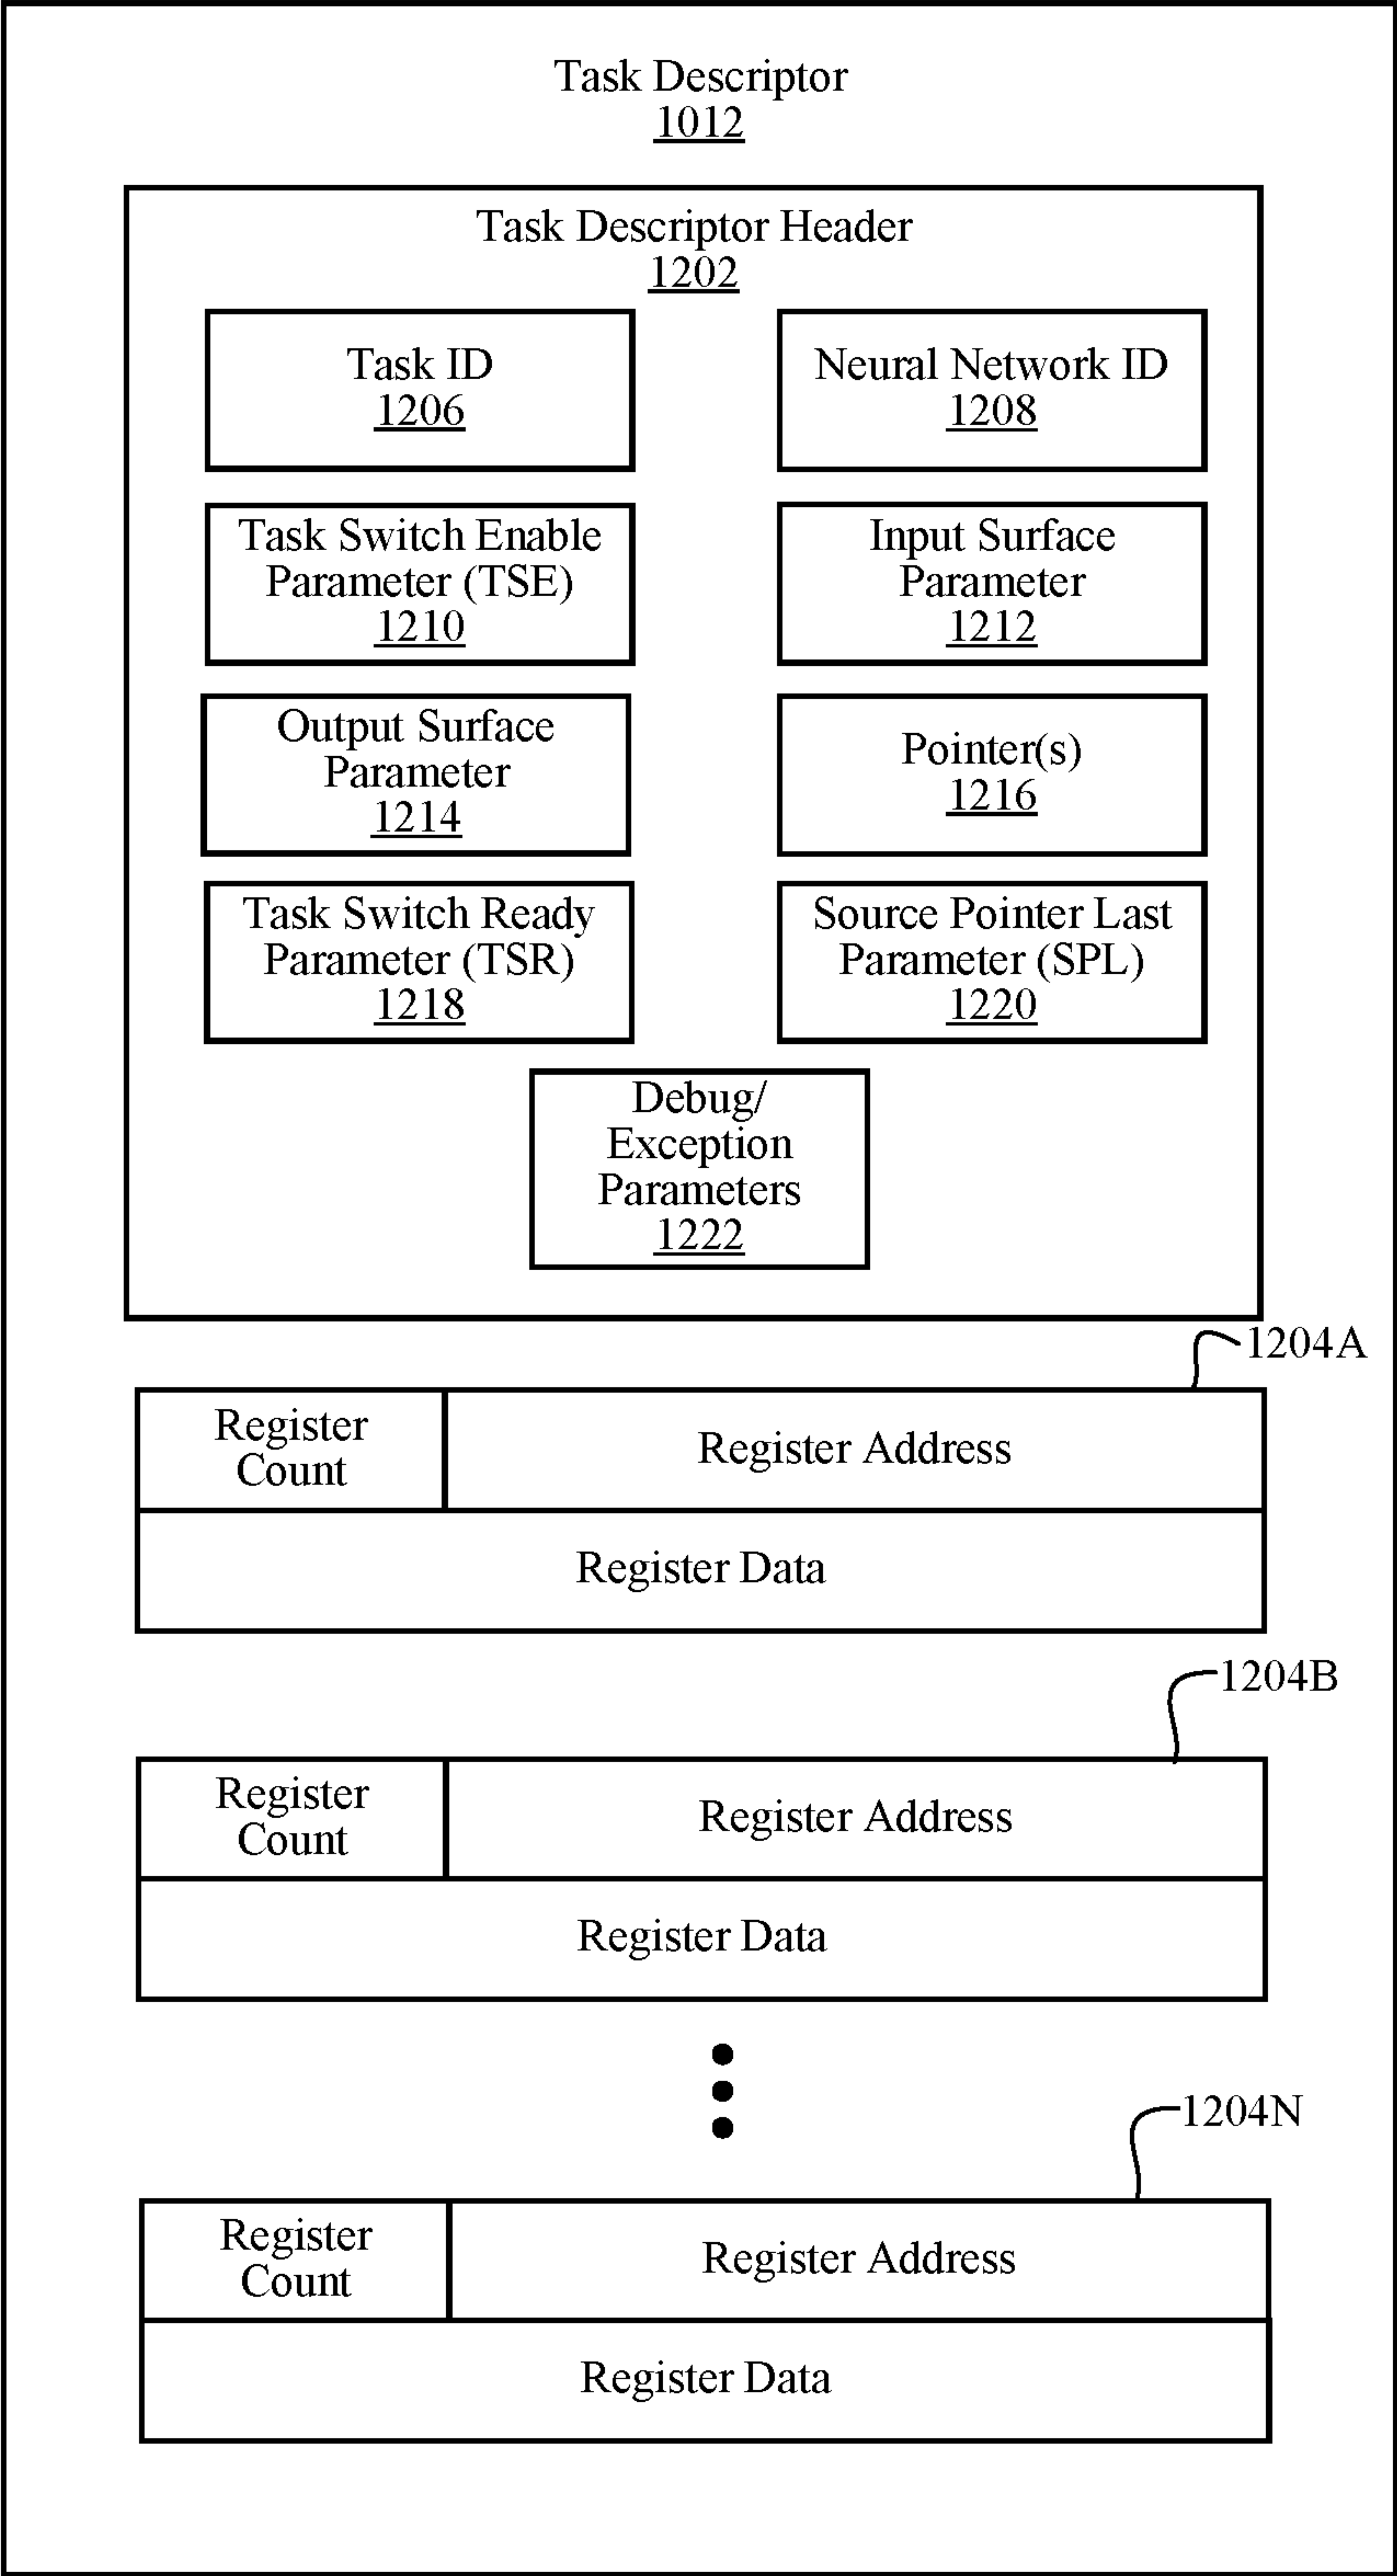 Task Descriptor
1012
Task Descriptor Header
1202
Task ID
1206
Neural Network ID
1208
Task Switch Enable
Parameter (TSE)
1210
Input Surface
Parameter
1212
Output Surface
Parameter
1214
Pointer(s)
1216
Task Switch Ready
Parameter (TSR)
1218
Source Pointer Last
Parameter (SPL)
1220
Debug/
Exception
Parameters
1222
1204A
Register
Count
Register Address
Register Data
1204B
Register
Count
Register Address
Register Data
1204N
Register
Count
Register Address
Register Data